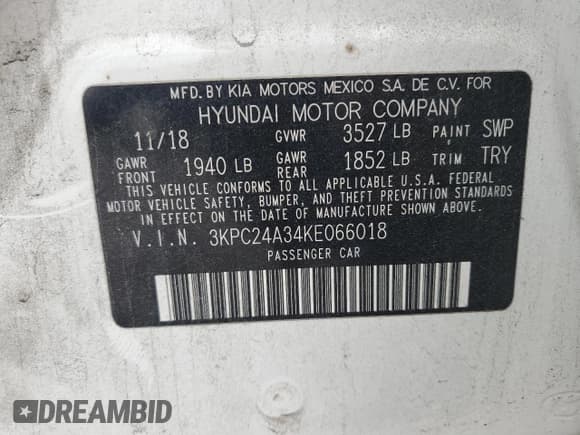 MFD. BY KIA MOTORS MEXICO S.A. DE C.V. FOR
HYUNDAI MOTOR COMPANY
11/18 GVWR 3527 LB PAINT SWP
GAWR FRONT 1940 LB GAWR REAR 1852 LB TRIM TRY
THIS VEHICLE CONFORMS TO ALL APPLICABLE U.S.A. FEDERAL
MOTOR VEHICLE SAFETY, BUMPER, AND THEFT PREVENTION STANDARDS
IN EFFECT ON THE DATE OF MANUFACTURE SHOWN ABOVE.
V.I.N. 3KPC24A34KE066018
PASSENGER CAR
DREAMBID